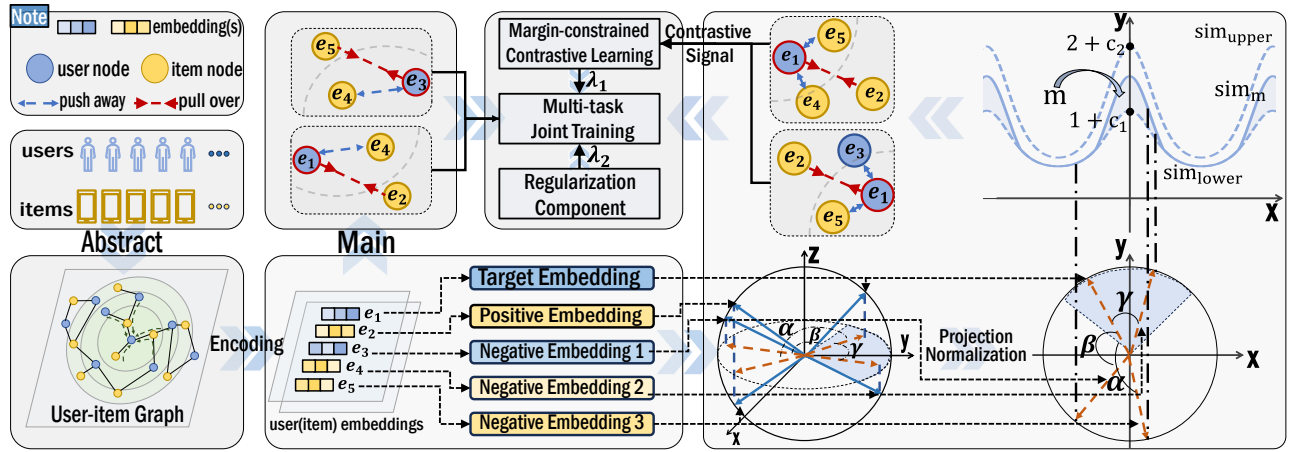 Note
embedding(s)
user node
item node
push away
pull over
users
items
Abstract
User-item Graph
Encoding
e5
e4
e3
e1
e4
e2
Main
Margin-constrained
Contrastive Learning
λ1
Multi-task
Joint Training
λ2
Regularization
Component
Contrastive
Signal
e5
e1
e4
e2
e2
e3
e1
e5
y
2 + c2
simupper
m
simm
1 + c1
simlower
x
e1
e2
e3
e4
e5
user(item) embeddings
Target Embedding
Positive Embedding
Negative Embedding 1
Negative Embedding 2
Negative Embedding 3
z
α
β
γ
y
x
Projection
Normalization
y
γ
β
α
x